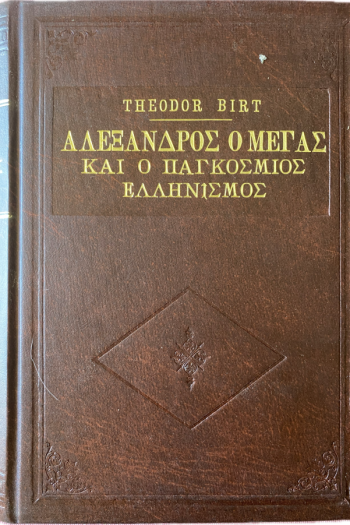 THEODOR BIRT
ΑΛΕΞΑΝΔΡΟΣ Ο ΜΕΓΑΣ
ΚΑΙ Ο ΠΑΓΚΟΣΜΙΟΣ
ΕΛΛΗΝΙΣΜΟΣ